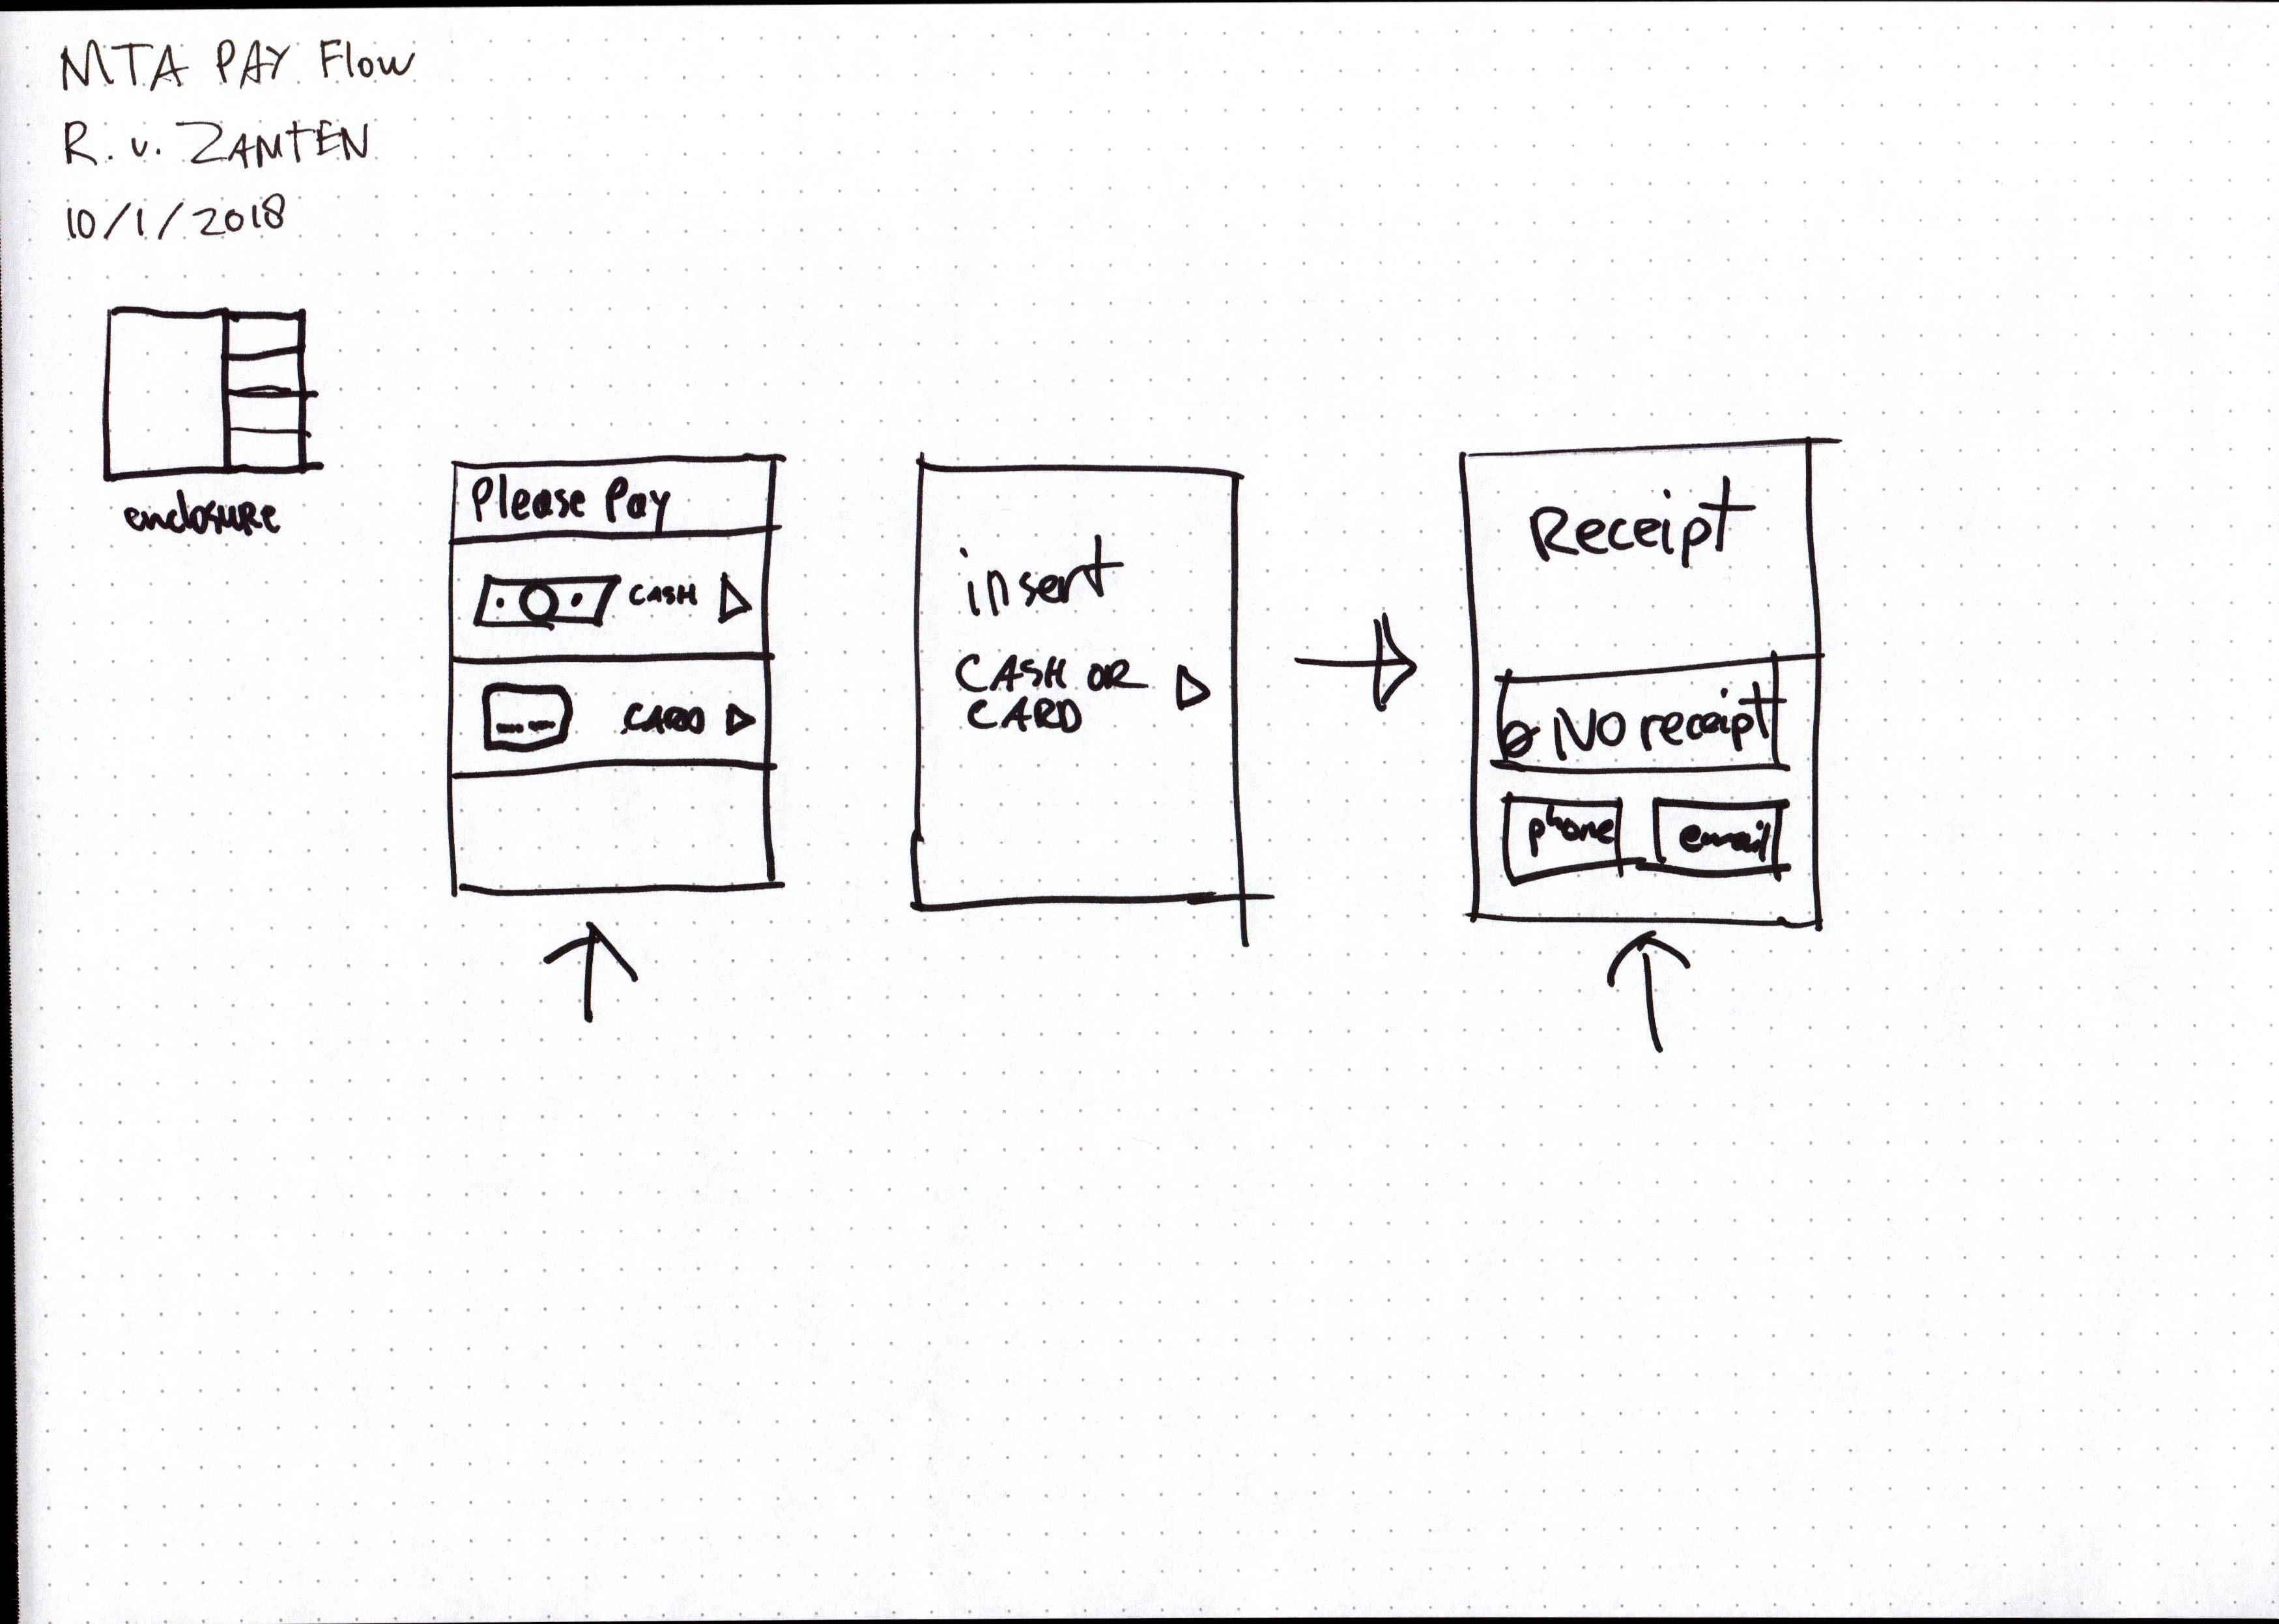 MTA PAY Flow
R. v. ZANTEN
10/1/2018
enclosure
Please Pay
CASH
CARD
insert
CASH OR
CARD
Receipt
NO receipt
phone
email